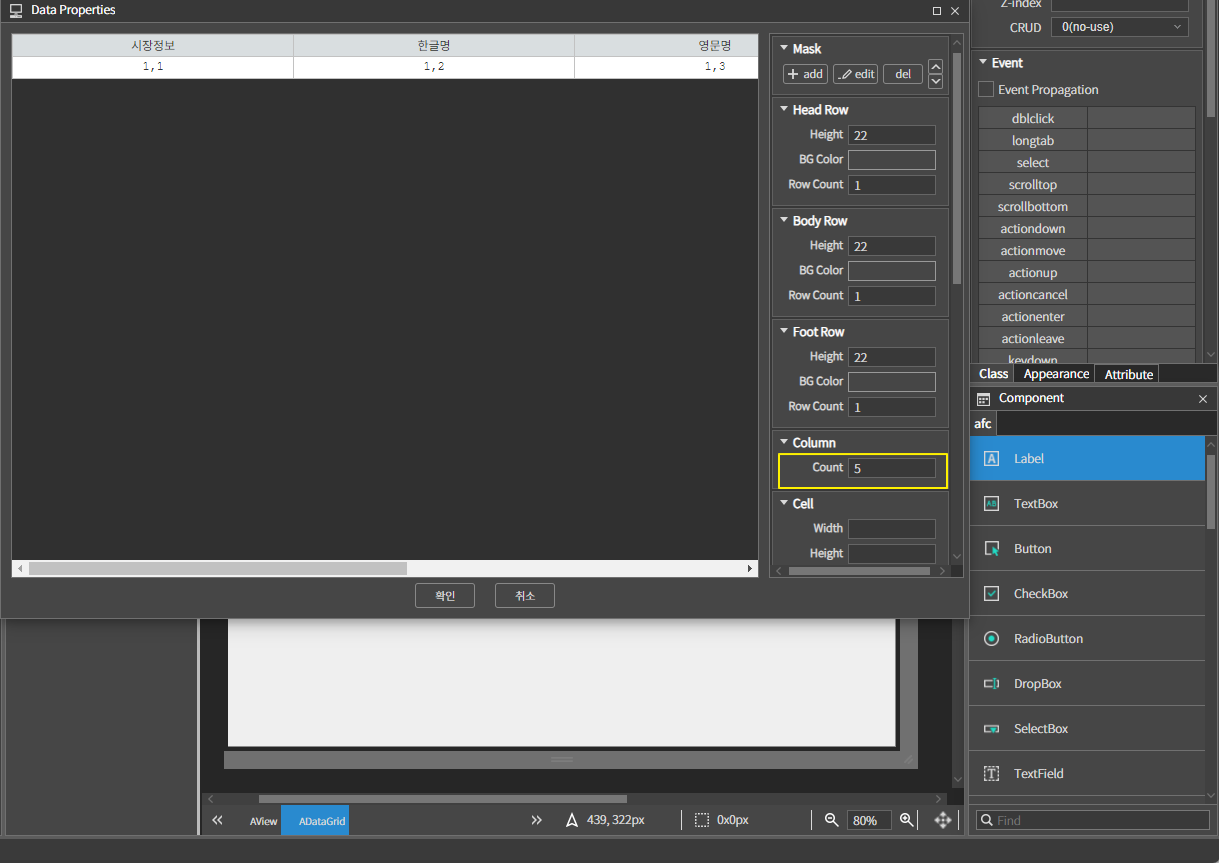 Data Properties
시장정보 한글명 영문명
1,1 1,2 1,3
Mask
add edit del
Head Row
Height 22
BG Color
Row Count 1
Body Row
Height 22
BG Color
Row Count 1
Foot Row
Height 22
BG Color
Row Count 1
Column
Count 5
Cell
Width
Height
확인 취소
Z-index
CRUD 0(no-use)
Event
Event Propagation
dblclick
longtab
select
scrolltop
scrollbottom
actiondown
actionmove
actionup
actioncancel
actionenter
actionleave
keydown
Class Appearance Attribute
Component
afc
Label
TextBox
Button
CheckBox
RadioButton
DropBox
SelectBox
TextField
Find
AView ADataGrid 439, 322px 0x0px 80%